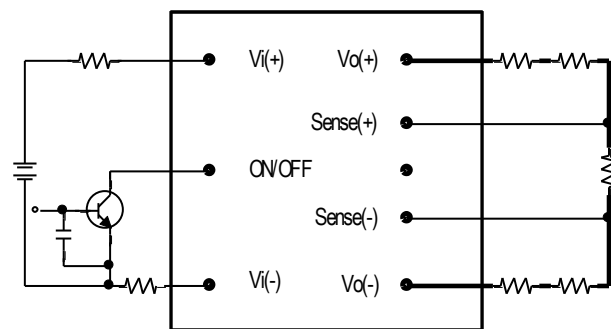 Vi(+) Vo(+)
Sense(+)
ON/OFF
Sense(-)
Vi(-) Vo(-)